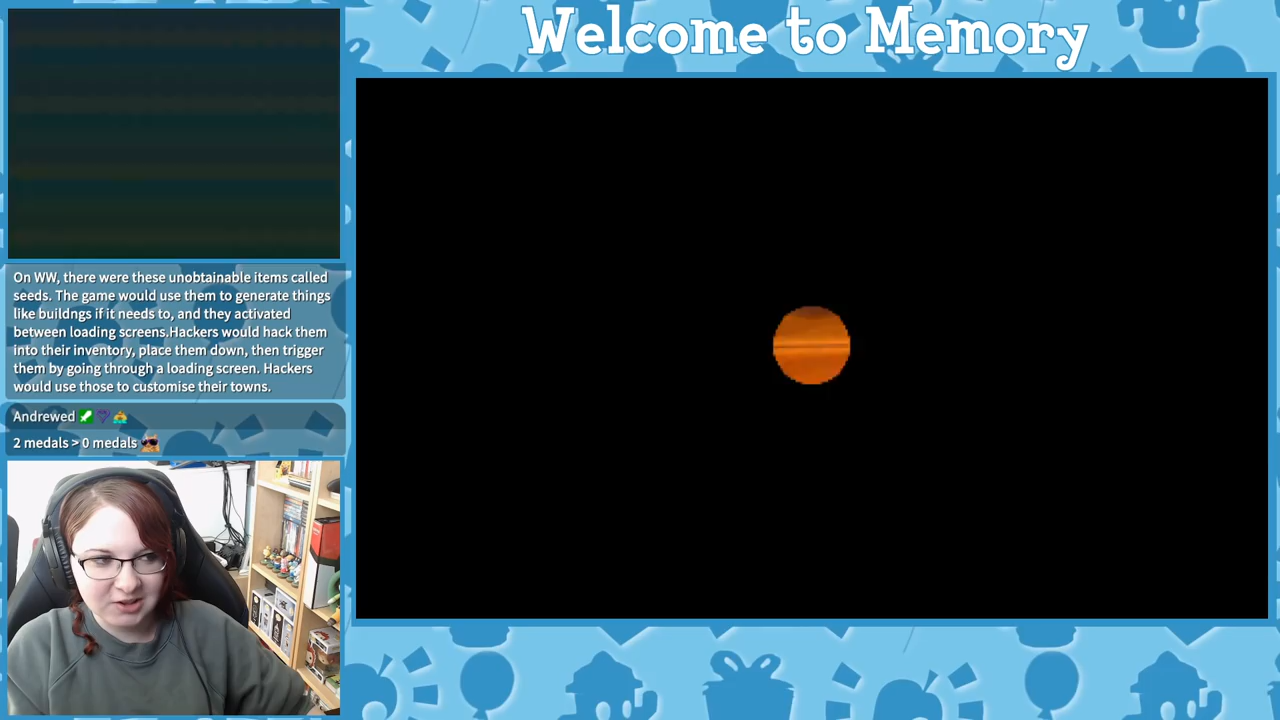 Welcome to Memory
On WW, there were these unobtainable items called
seeds. The game would use them to generate things
like buildngs if it needs to, and they activated
between loading screens.Hackers would hack them
into their inventory, place them down, then trigger
them by going through a loading screen. Hackers
would use those to customise their towns.
Andrewed
2 medals > 0 medals